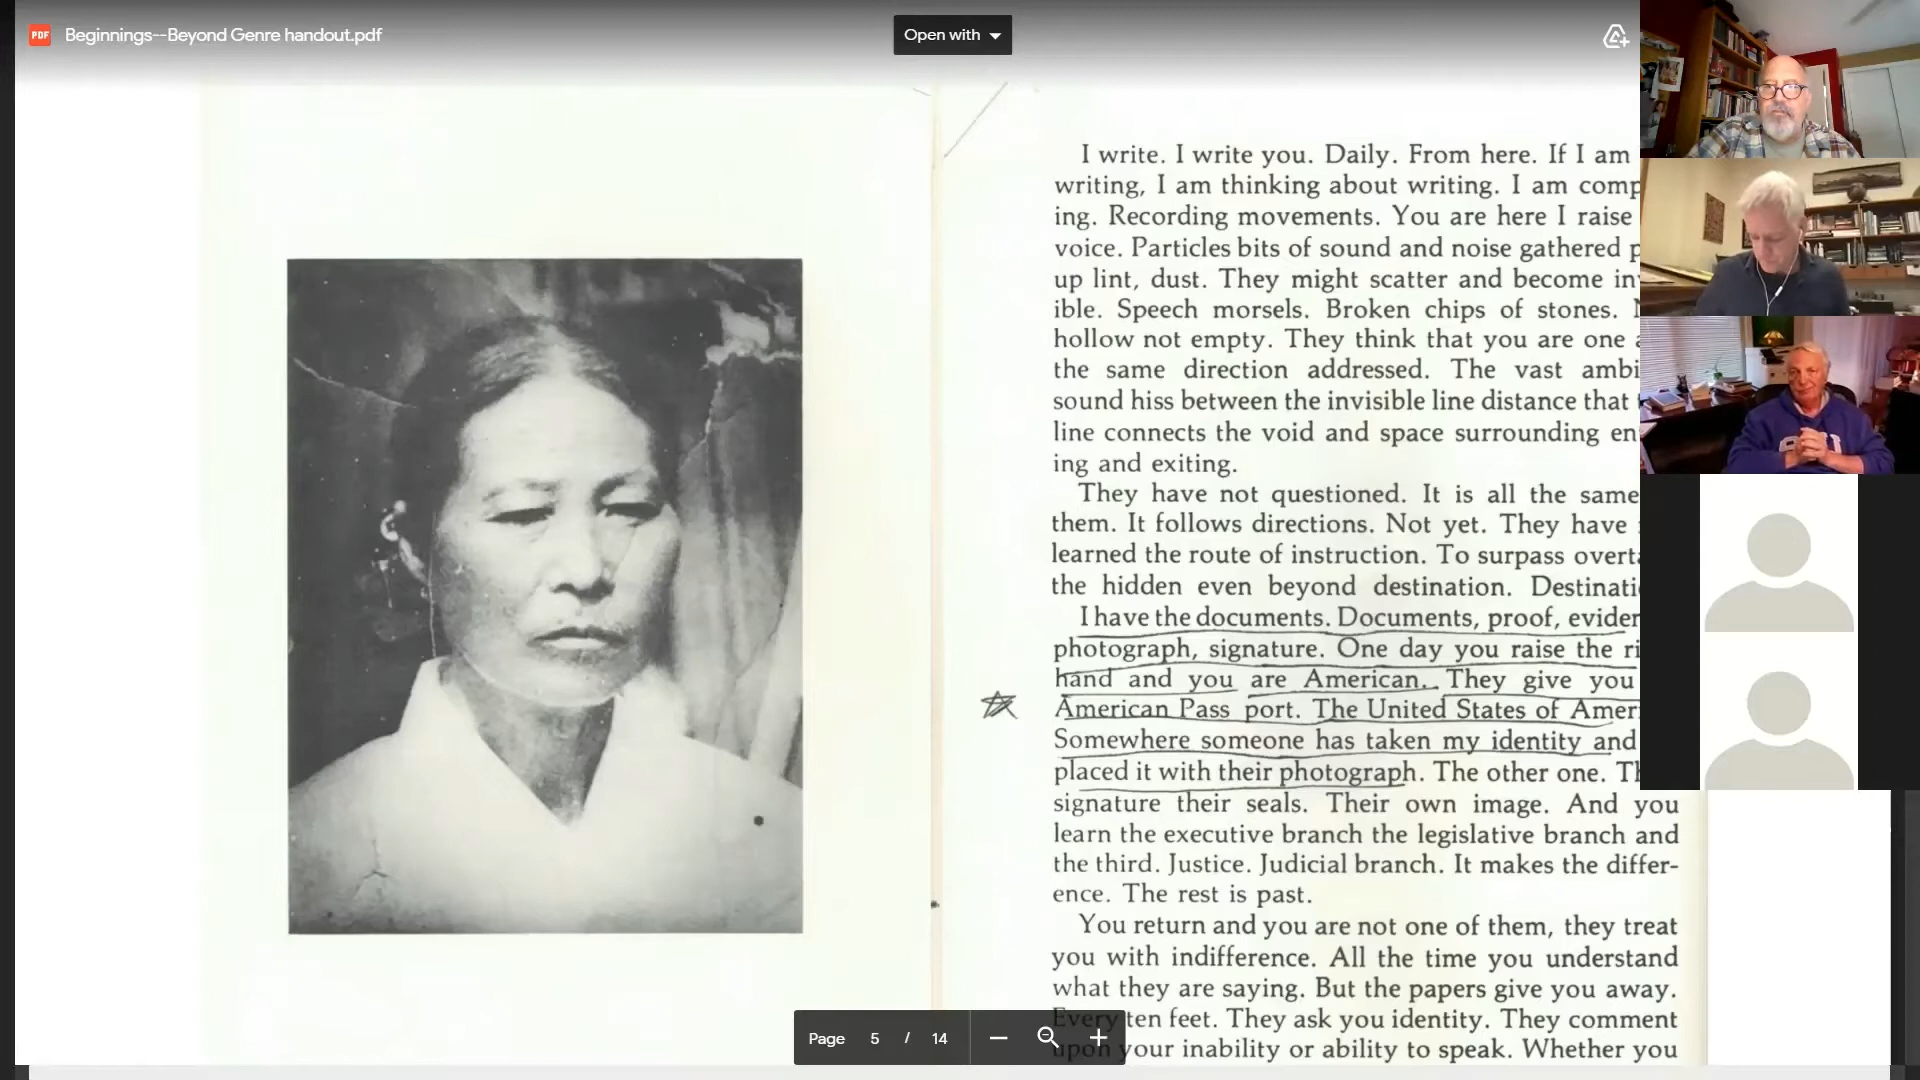 Beginnings--Beyond Genre handout.pdf
Open with
I write. I write you. Daily. From here. If I am
writing, I am thinking about writing. I am comp
ing. Recording movements. You are here I raise
voice. Particles bits of sound and noise gathered p
up lint, dust. They might scatter and become inv
ible. Speech morsels. Broken chips of stones. N
hollow not empty. They think that you are one a
the same direction addressed. The vast ambi
sound hiss between the invisible line distance that
line connects the void and space surrounding en
ing and exiting.
They have not questioned. It is all the same
them. It follows directions. Not yet. They have
learned the route of instruction. To surpass overta
the hidden even beyond destination. Destinati
I have the documents. Documents, proof, eviden
photograph, signature. One day you raise the ri
hand and you are American. They give you
American Pass port. The United States of Amer
Somewhere someone has taken my identity and
placed it with their photograph. The other one. Th
signature their seals. Their own image. And you
learn the executive branch the legislative branch and
the third. Justice. Judicial branch. It makes the differ-
ence. The rest is past.
You return and you are not one of them, they treat
you with indifference. All the time you understand
what they are saying. But the papers give you away.
Every ten feet. They ask you identity. They comment
upon your inability or ability to speak. Whether you
Page 5 / 14